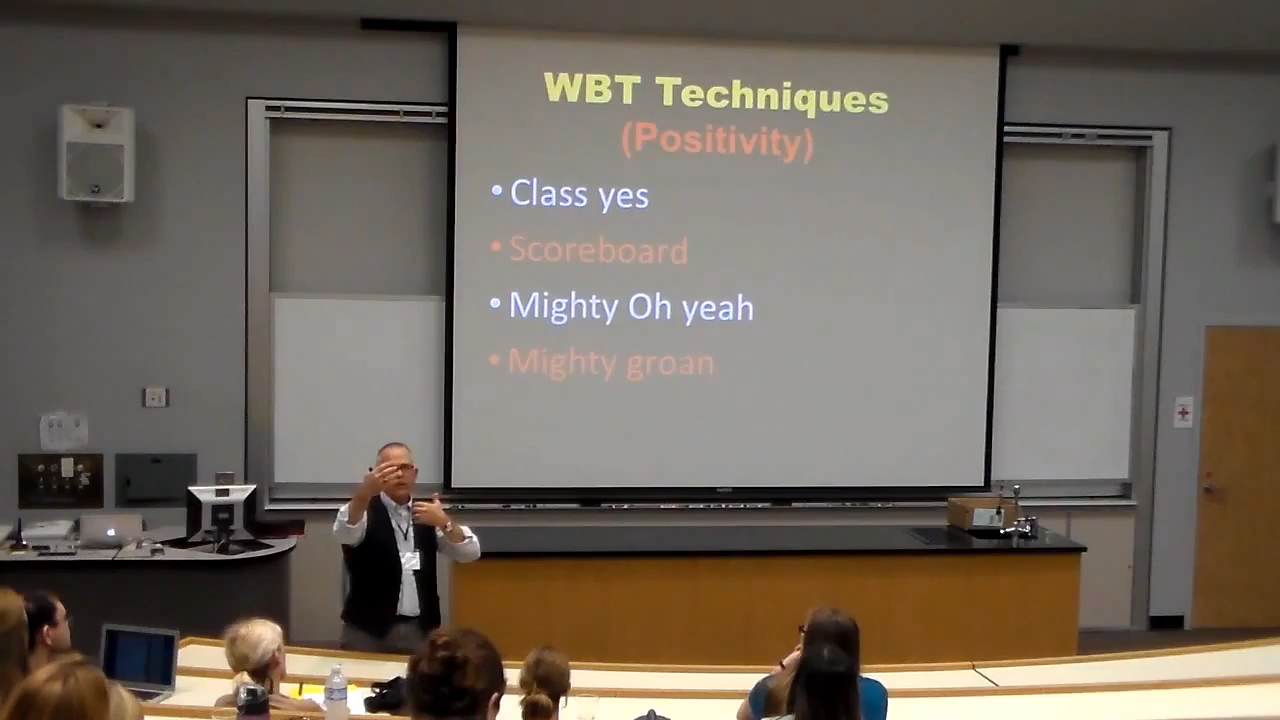 WBT Techniques
(Positivity)
• Class yes
• Scoreboard
• Mighty Oh yeah
• Mighty groan